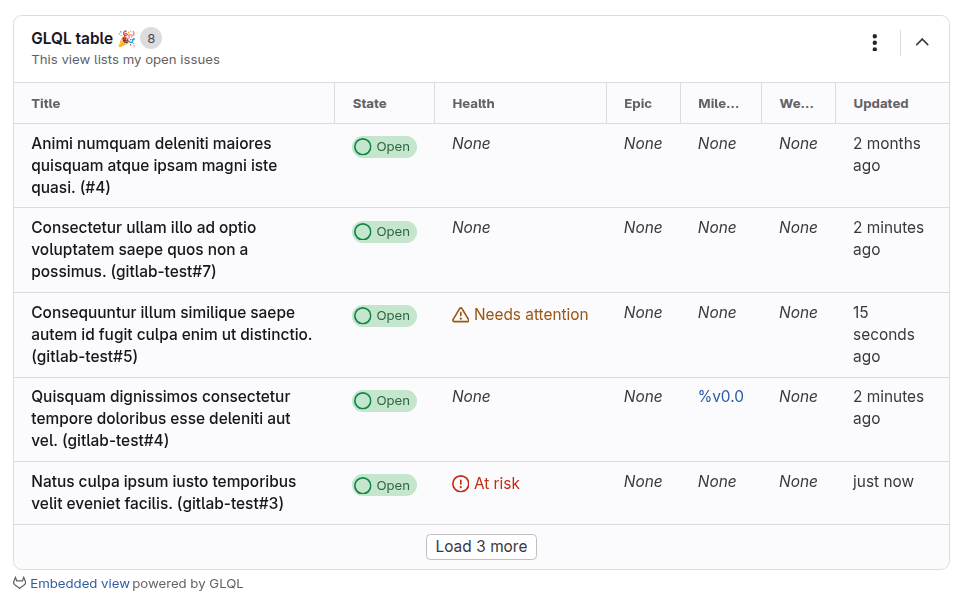 GLQL table 🎉 8
This view lists my open issues
Title State Health Epic Mile... We... Updated
Animi numquam deleniti maiores
quisquam atque ipsam magni iste
quasi. (#4)
Open
None
None
None
None
2 months
ago
Consectetur ullam illo ad optio
voluptatem saepe quos non a
possimus. (gitlab-test#7)
Open
None
None
None
None
2 minutes
ago
Consequuntur illum similique saepe
autem id fugit culpa enim ut distinctio.
(gitlab-test#5)
Open
Needs attention
None
None
None
15
seconds
ago
Quisquam dignissimos consectetur
tempore doloribus esse deleniti aut
vel. (gitlab-test#4)
Open
None
None
%v0.0
None
2 minutes
ago
Natus culpa ipsum iusto temporibus
velit eveniet facilis. (gitlab-test#3)
Open
At risk
None
None
None
just now
Load 3 more
Embedded view powered by GLQL